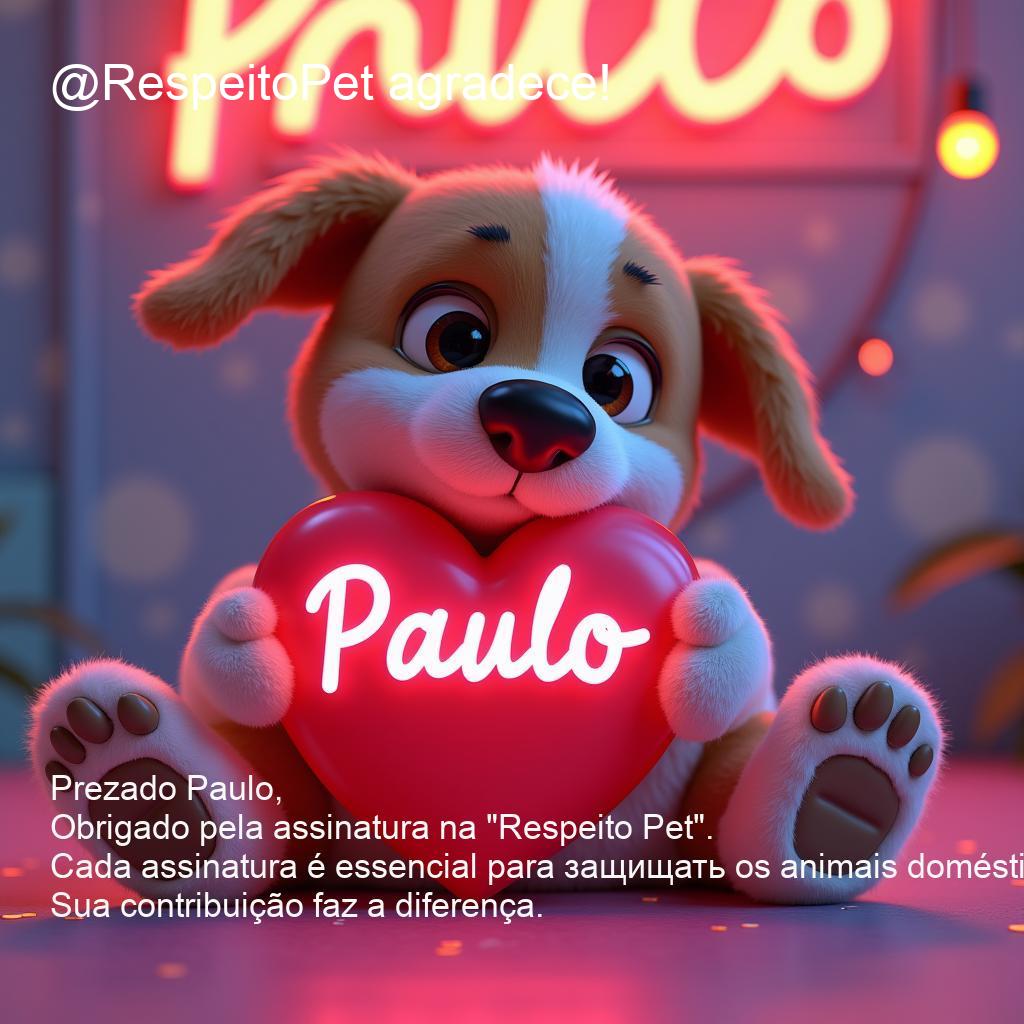 @RespeitoPet agradece!
Paulo
Prezado Paulo,
Obrigado pela assinatura na "Respeito Pet".
Cada assinatura é essencial para защищать os animais domésti
Sua contribuição faz a diferença.